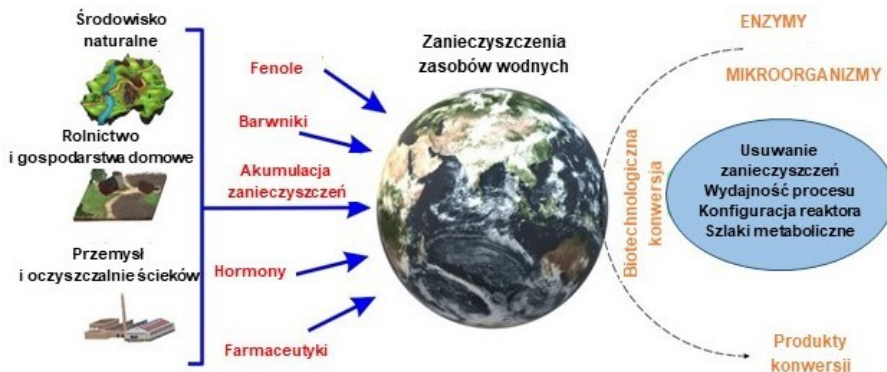 Środowisko
naturalne
Rolnictwo
i gospodarstwa domowe
Przemysł
i oczyszczalnie ścieków
Fenole
Barwniki
Akumulacja
zanieczyszczeń
Hormony
Farmaceutyki
Zanieczyszczenia
zasobów wodnych
Biotechnologiczna
konwersja
ENZYMY
MIKROORGANIZMY
Usuwanie
zanieczyszczeń
Wydajność procesu
Konfiguracja reaktora
Szlaki metaboliczne
Produkty
konwersji